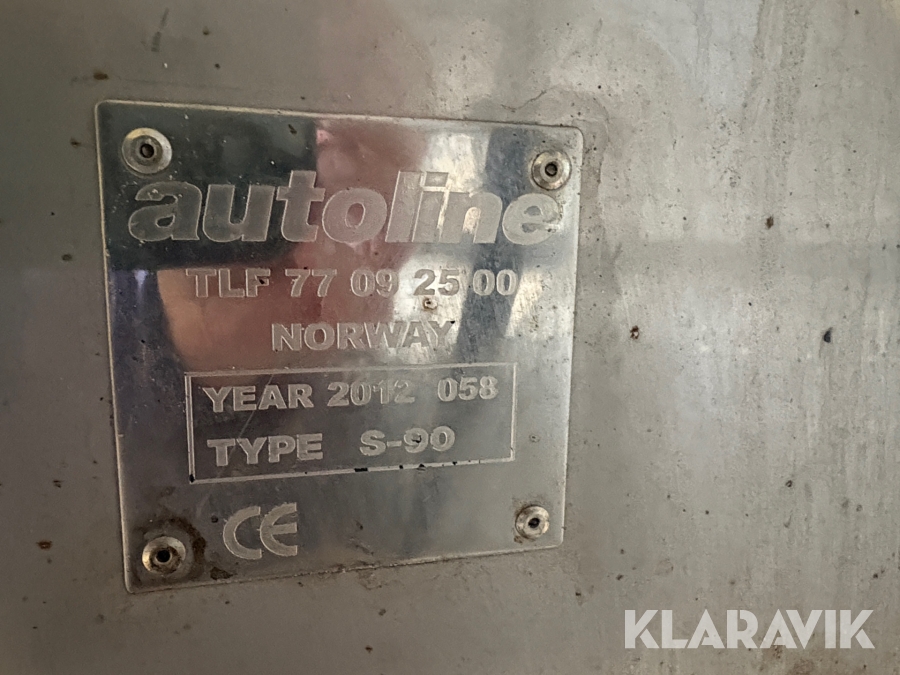 autoline
TLF 77 09 25 00
NORWAY
YEAR 2012 058
TYPE S-90
CE
KLARAVIK